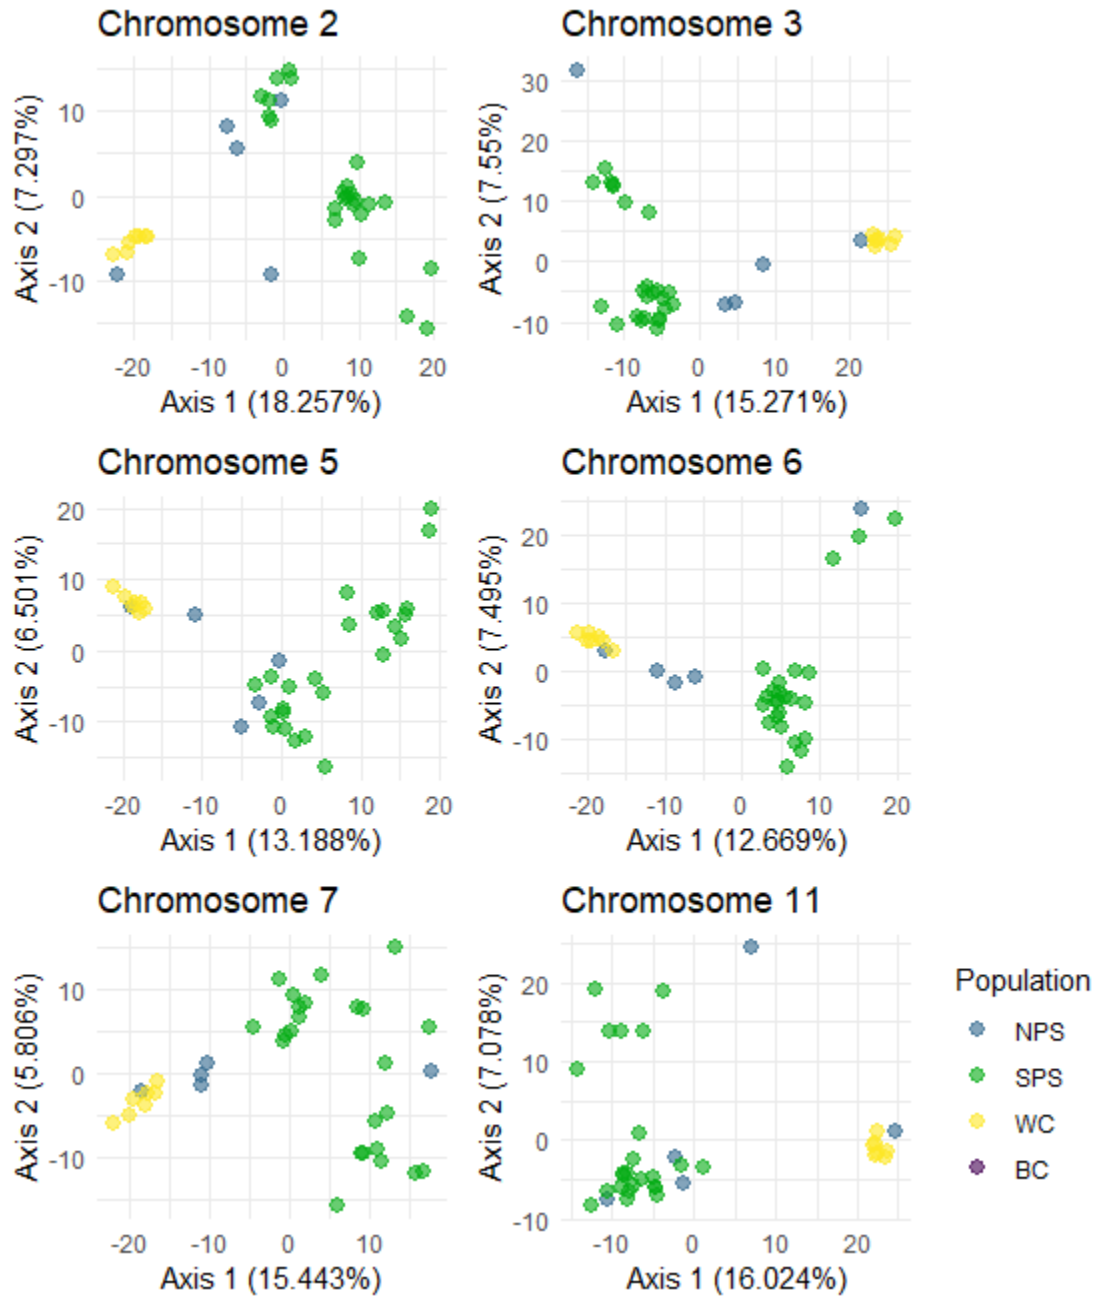 Chromosome 2
Axis 2 (7.297%)
10
0
-10
-20 -10 0 10 20
Axis 1 (18.257%)
Chromosome 3
Axis 2 (7.55%)
30
20
10
0
-10
-10 0 10 20
Axis 1 (15.271%)
Chromosome 5
Axis 2 (6.501%)
20
10
0
-10
-20 -10 0 10 20
Axis 1 (13.188%)
Chromosome 6
Axis 2 (7.495%)
20
10
0
-10
-20 -10 0 10 20
Axis 1 (12.669%)
Chromosome 7
Axis 2 (5.806%)
10
0
-10
-20 -10 0 10
Axis 1 (15.443%)
Chromosome 11
Axis 2 (7.078%)
20
10
0
-10
-10 0 10 20
Axis 1 (16.024%)
Population
NPS
SPS
WC
BC